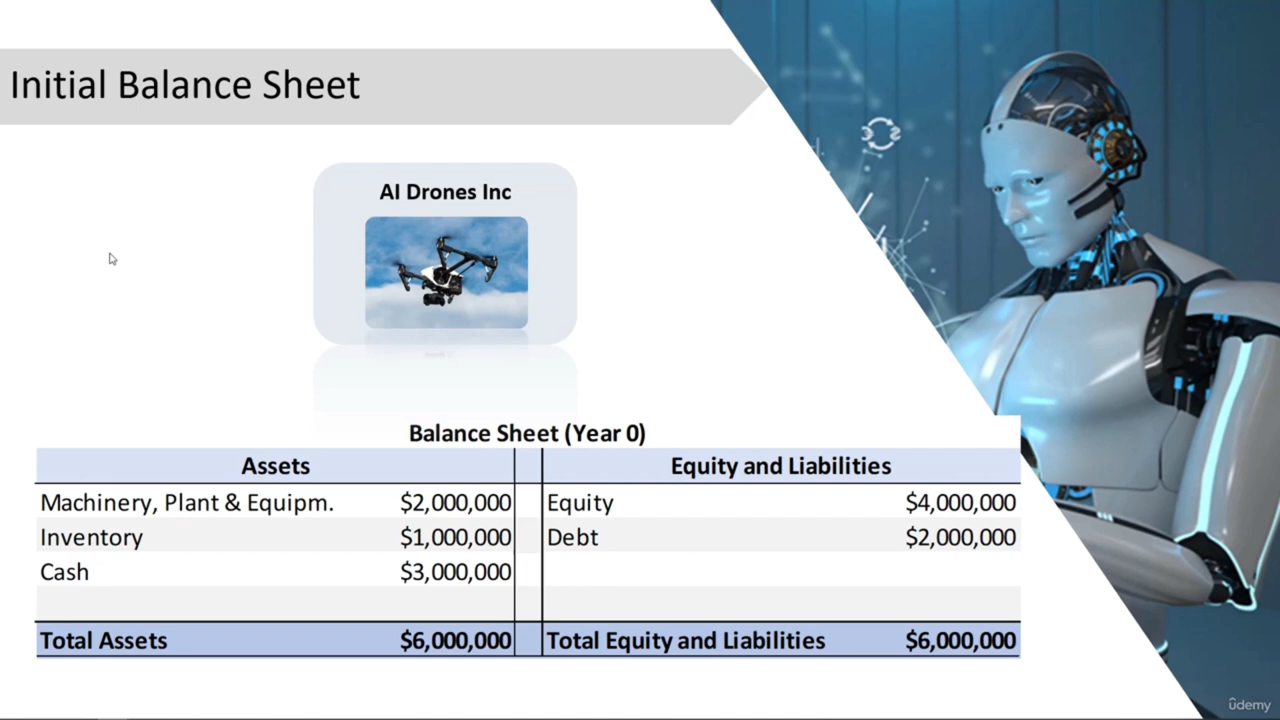 Initial Balance Sheet
AI Drones Inc
Balance Sheet (Year 0)
Assets Equity and Liabilities
Machinery, Plant & Equipm. $2,000,000 Equity $4,000,000
Inventory $1,000,000 Debt $2,000,000
Cash $3,000,000
Total Assets $6,000,000 Total Equity and Liabilities $6,000,000
ûdemy